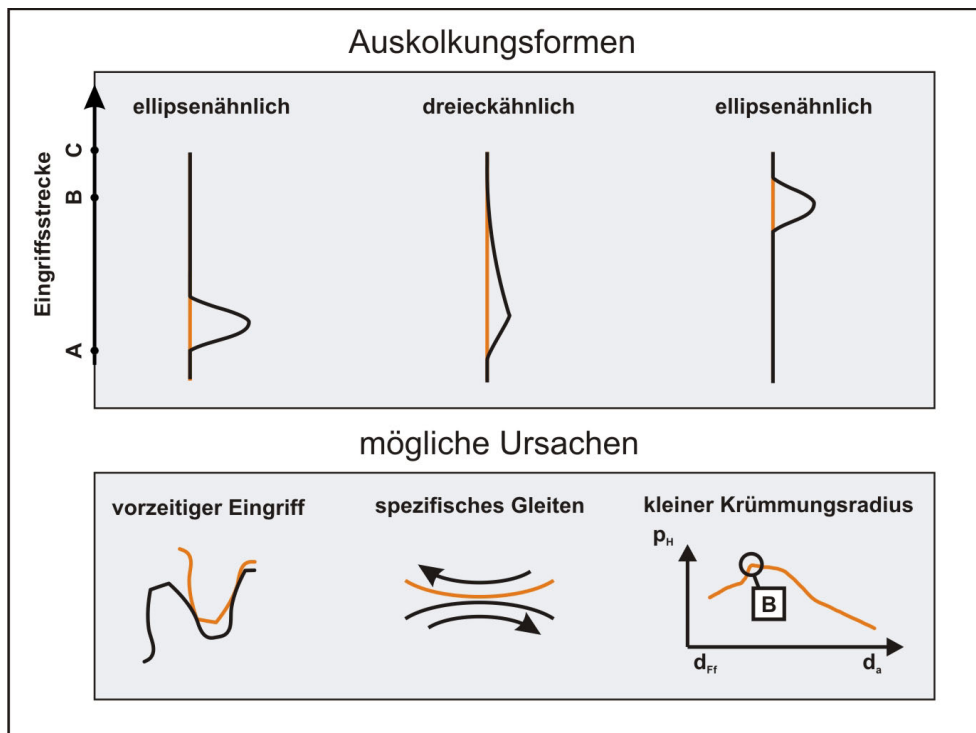 Auskolkungsformen
ellipsenähnlich
dreieckähnlich
ellipsenähnlich
Eingriffsstrecke
C
B
A
mögliche Ursachen
vorzeitiger Eingriff
spezifisches Gleiten
kleiner Krümmungsradius
pH
B
dFf
da